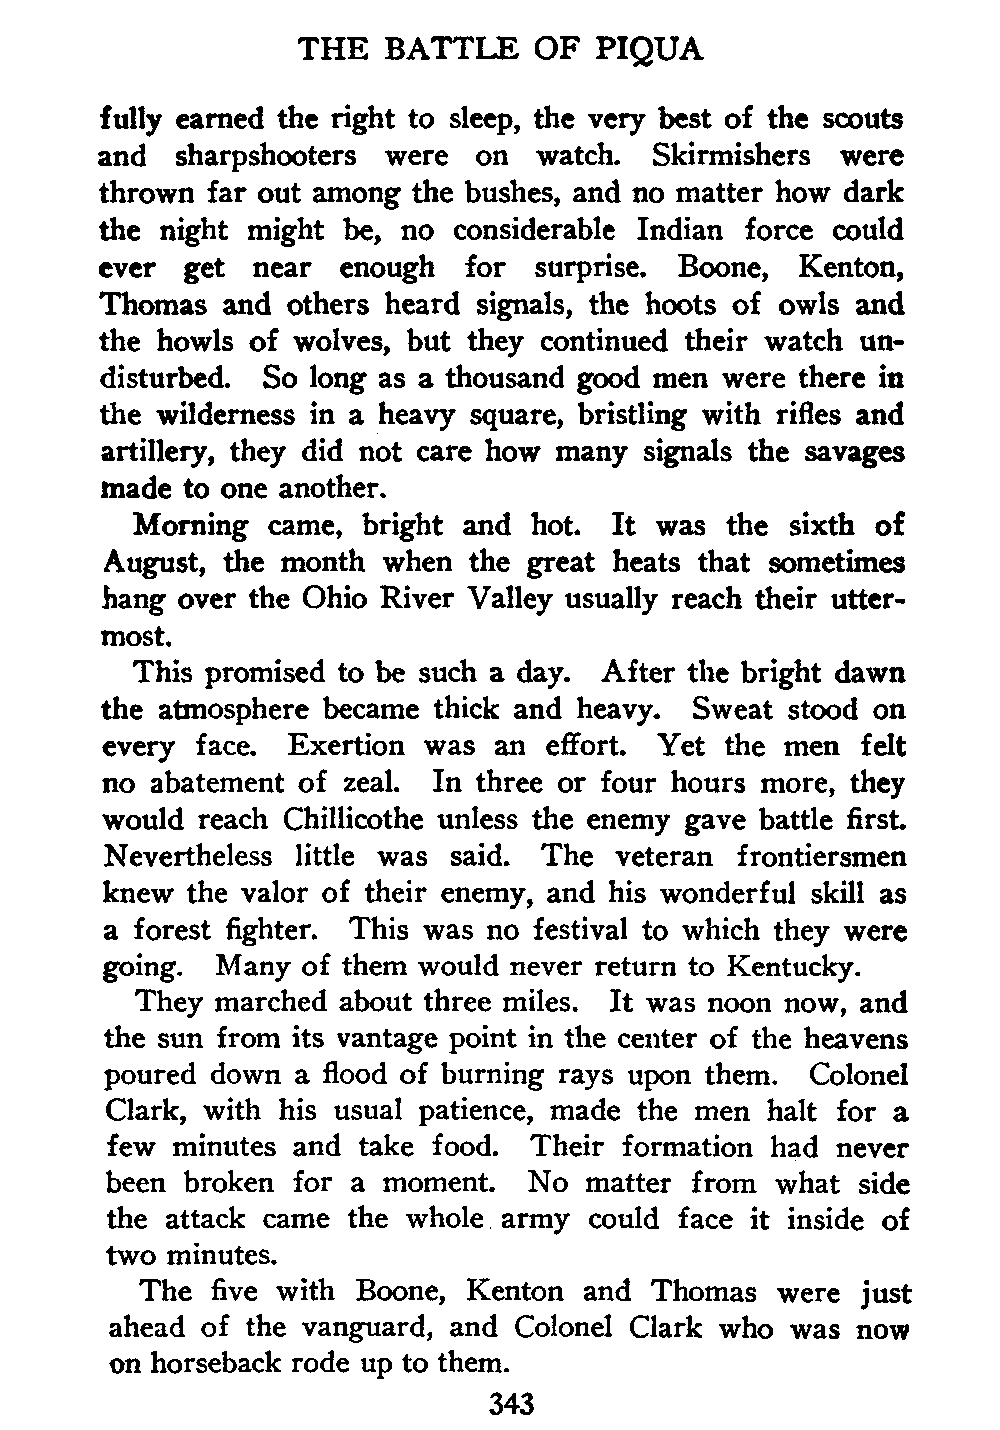 THE BATTLE OF PIQUA
fully earned the right to sleep, the very best of the scouts
and sharpshooters were on watch. Skirmishers were
thrown far out among the bushes, and no matter how dark
the night might be, no considerable Indian force could
ever get near enough for surprise. Boone, Kenton,
Thomas and others heard signals, the hoots of owls and
the howls of wolves, but they continued their watch un-
disturbed. So long as a thousand good men were there in
the wilderness in a heavy square, bristling with rifles and
artillery, they did not care how many signals the savages
made to one another.
Morning came, bright and hot. It was the sixth of
August, the month when the great heats that sometimes
hang over the Ohio River Valley usually reach their utter-
most.
This promised to be such a day. After the bright dawn
the atmosphere became thick and heavy. Sweat stood on
every face. Exertion was an effort. Yet the men felt
no abatement of zeal. In three or four hours more, they
would reach Chillicothe unless the enemy gave battle first.
Nevertheless little was said. The veteran frontiersmen
knew the valor of their enemy, and his wonderful skill as
a forest fighter. This was no festival to which they were
going. Many of them would never return to Kentucky.
They marched about three miles. It was noon now, and
the sun from its vantage point in the center of the heavens
poured down a flood of burning rays upon them. Colonel
Clark, with his usual patience, made the men halt for a
few minutes and take food. Their formation had never
been broken for a moment. No matter from what side
the attack came the whole army could face it inside of
two minutes.
The five with Boone, Kenton and Thomas were just
ahead of the vanguard, and Colonel Clark who was now
on horseback rode up to them.
343